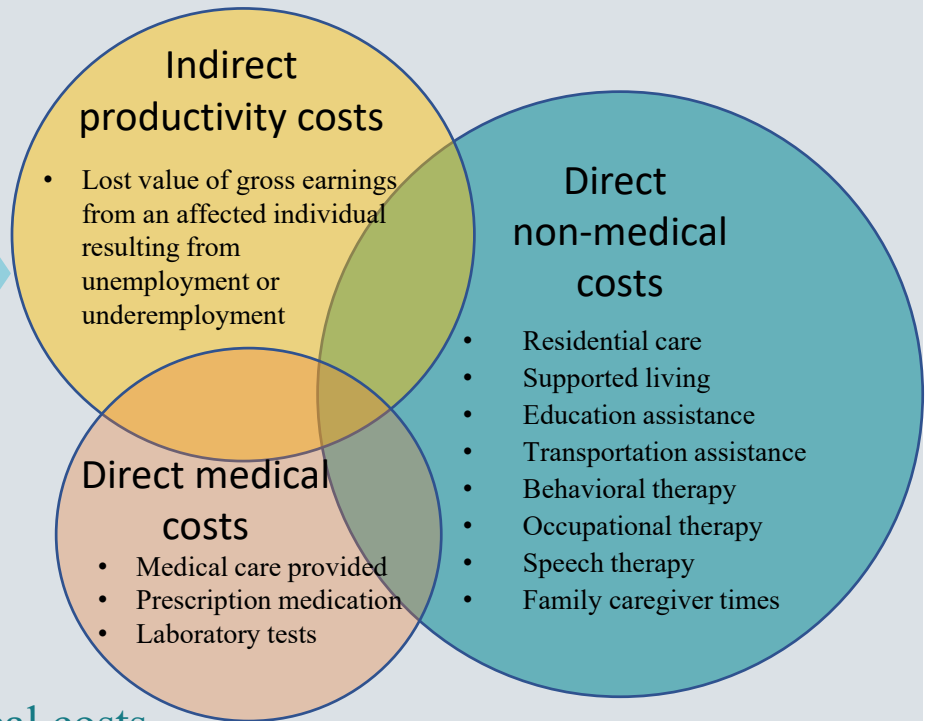 Indirect
productivity costs
• Lost value of gross earnings
from an affected individual
resulting from
unemployment or
underemployment
Direct
non-medical
costs
• Residential care
• Supported living
• Education assistance
• Transportation assistance
• Behavioral therapy
• Occupational therapy
• Speech therapy
• Family caregiver times
Direct medical
costs
• Medical care provided
• Prescription medication
• Laboratory tests
costs